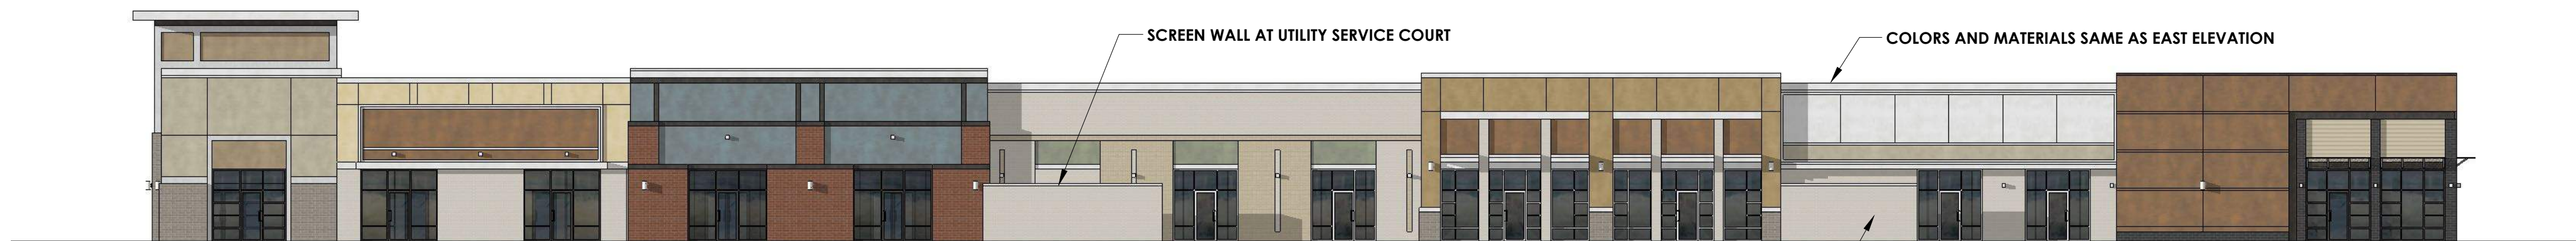 SCREEN WALL AT UTILITY SERVICE COURT
COLORS AND MATERIALS SAME AS EAST ELEVATION